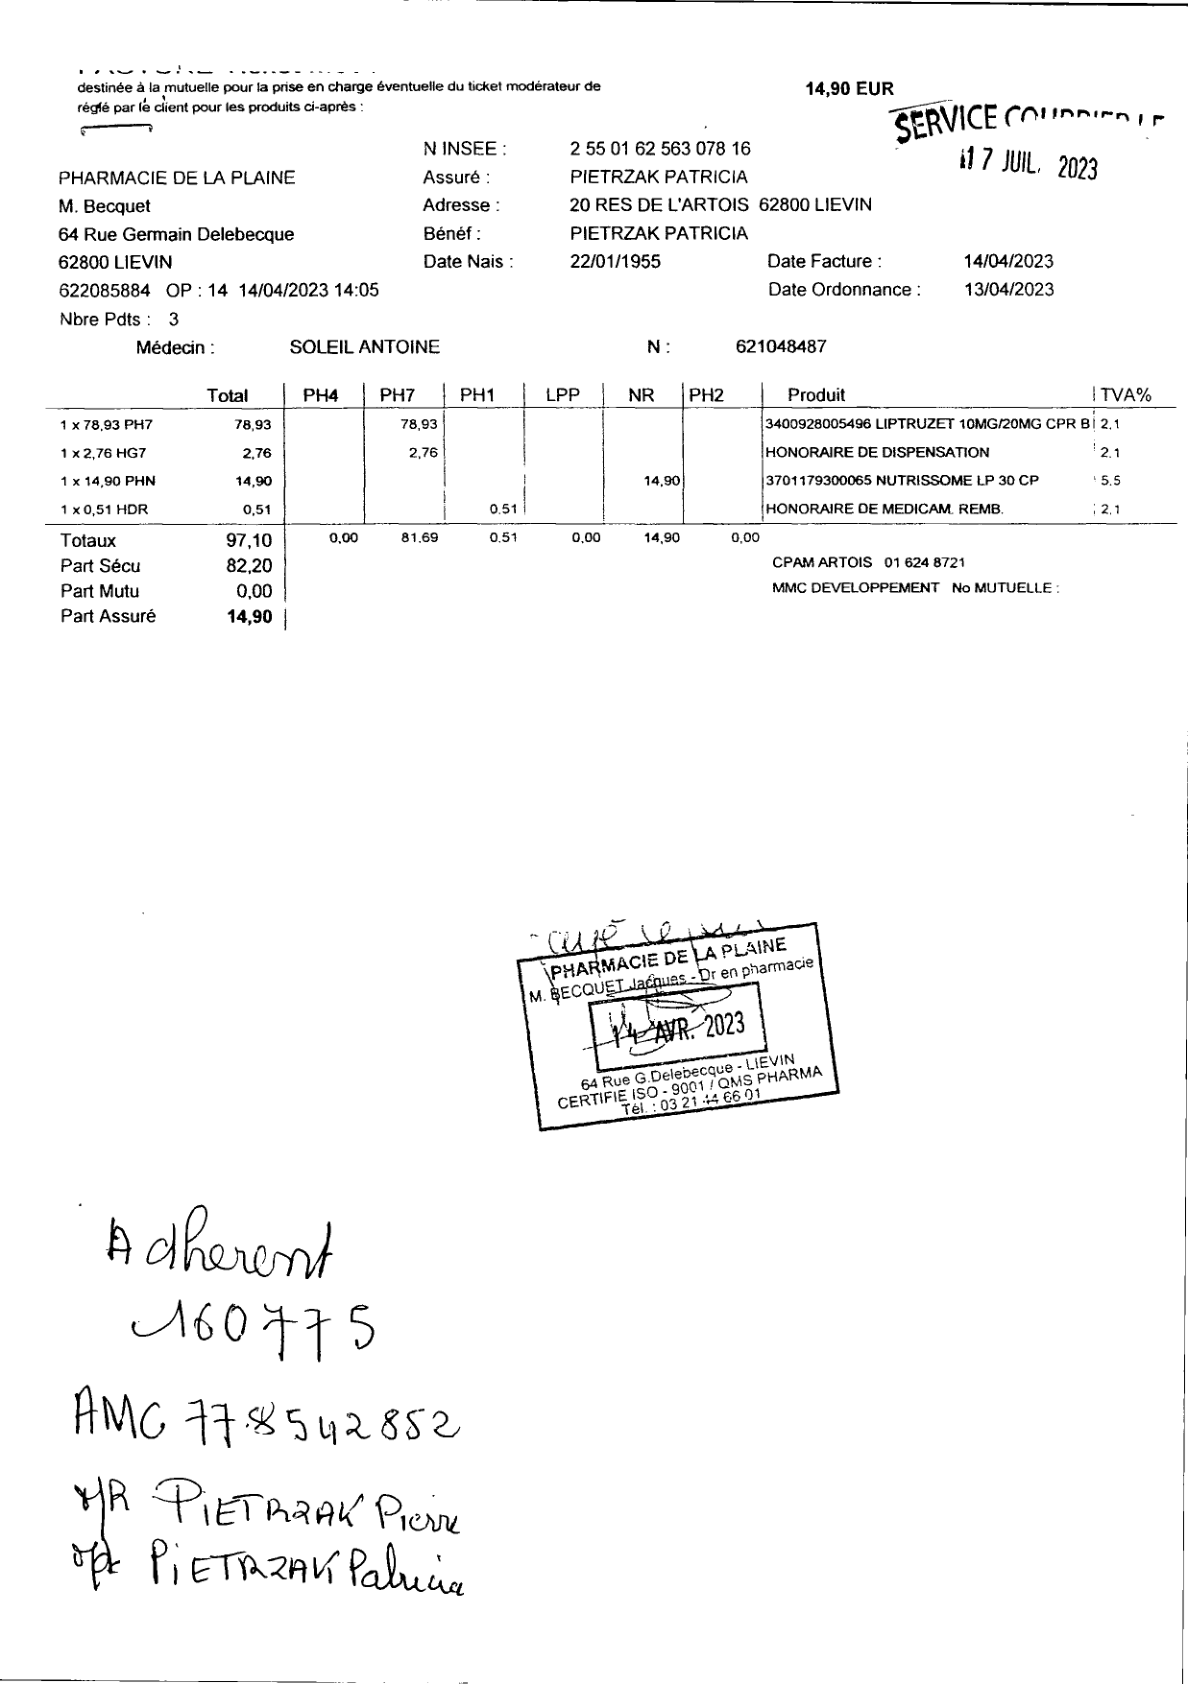 destinée à la mutuelle pour la prise en charge éventuelle du ticket modérateur de 14,90 EUR
réglé par le client pour les produits ci-après :
SERVICE COURRIER LE
17 JUIL. 2023
N INSEE : 2 55 01 62 563 078 16
PHARMACIE DE LA PLAINE Assuré : PIETRZAK PATRICIA
M. Becquet Adresse : 20 RES DE L'ARTOIS 62800 LIEVIN
64 Rue Germain Delebecque Bénéf : PIETRZAK PATRICIA
62800 LIEVIN Date Nais : 22/01/1955 Date Facture : 14/04/2023
622085884 OP : 14 14/04/2023 14:05 Date Ordonnance : 13/04/2023
Nbre Pdts : 3
Médecin : SOLEIL ANTOINE N : 621048487
Total PH4 PH7 PH1 LPP NR PH2 Produit TVA%
1 x 78,93 PH7 78,93 78,93 3400928005496 LIPTRUZET 10MG/20MG CPR B 2.1
1 x 2,76 HG7 2,76 2,76 HONORAIRE DE DISPENSATION 2.1
1 x 14,90 PHN 14,90 14,90 3701179300065 NUTRISSOME LP 30 CP 5.5
1 x 0,51 HDR 0,51 0.51 HONORAIRE DE MEDICAM. REMB. 2.1
Totaux 97,10 0,00 81.69 0.51 0,00 14,90 0,00
Part Sécu 82,20 CPAM ARTOIS 01 624 8721
Part Mutu 0,00 MMC DEVELOPPEMENT No MUTUELLE :
Part Assuré 14,90
PHARMACIE DE LA PLAINE
M. BECQUET Jacques - Dr en pharmacie
14 AVR. 2023
64 Rue G.Delebecque - LIEVIN
CERTIFIE ISO - 9001 / QMS PHARMA
Tél. : 03 21 44 66 01
Adherent
160775
AMC 778542852
MR PIETRZAK Pierre
PIETRZAK Patricia